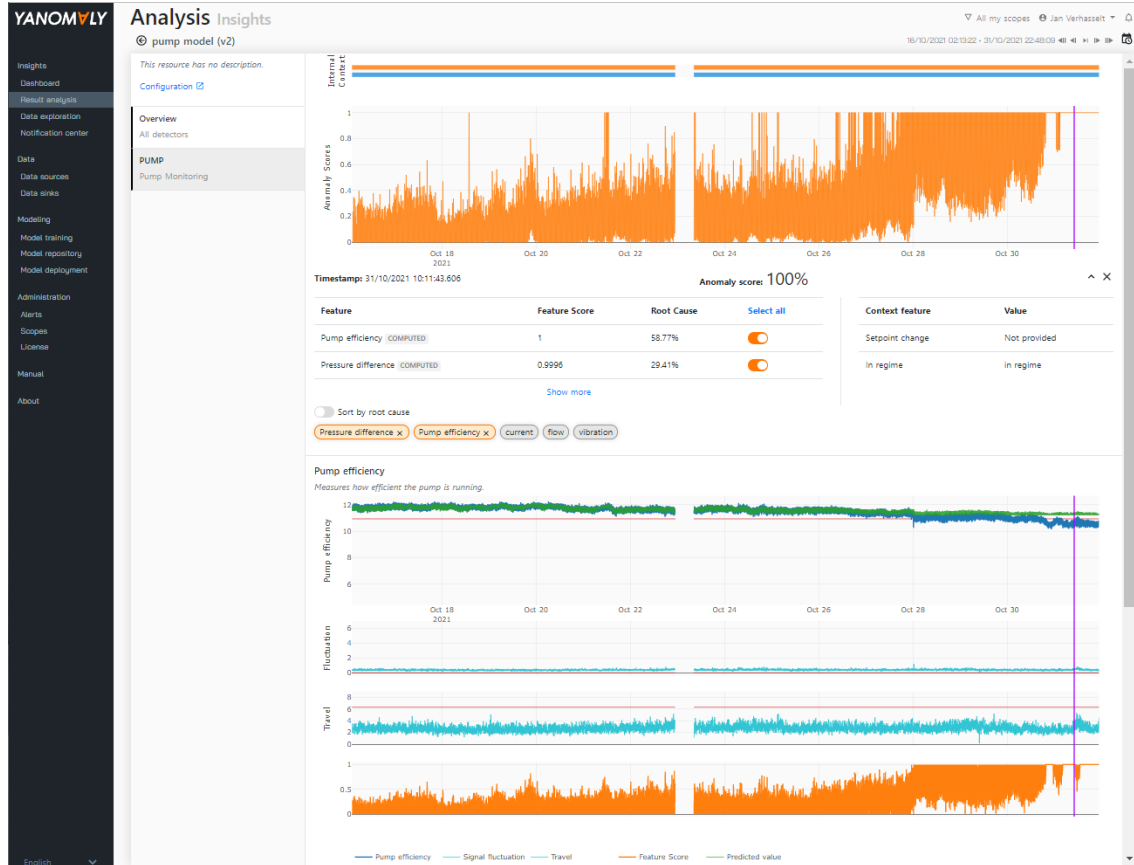 YANOMALY
Analysis Insights
All my scopes Jan Verhasselt
pump model (v2)
16/10/2021 02:13:22 - 31/10/2021 22:48:09
Insights
Dashboard
Result analysis
Data exploration
Notification center
Data
Data sources
Data sinks
Modeling
Model training
Model repository
Model deployment
Administration
Alerts
Scopes
License
Manual
About
English
This resource has no description.
Configuration
Overview
All detectors
PUMP
Pump Monitoring
Internal
Context
Anomaly Scores
1
0.8
0.6
0.4
0.2
0
Oct 18 Oct 20 Oct 22 Oct 24 Oct 26 Oct 28 Oct 30
2021
Timestamp: 31/10/2021 10:11:43.606 Anomaly score: 100%
Feature Feature Score Root Cause Select all
Pump efficiency COMPUTED 1 58.77%
Pressure difference COMPUTED 0.9996 29.41%
Show more
Context feature Value
Setpoint change Not provided
In regime in regime
Sort by root cause
Pressure difference x Pump efficiency x current flow vibration
Pump efficiency
Measures how efficient the pump is running.
Pump efficiency
12
10
8
6
Oct 18 Oct 20 Oct 22 Oct 24 Oct 26 Oct 28 Oct 30
2021
Fluctuation
6
4
2
0
Travel
8
6
4
2
0
1
0.5
0
Pump efficiency Signal fluctuation Travel Feature Score Predicted value